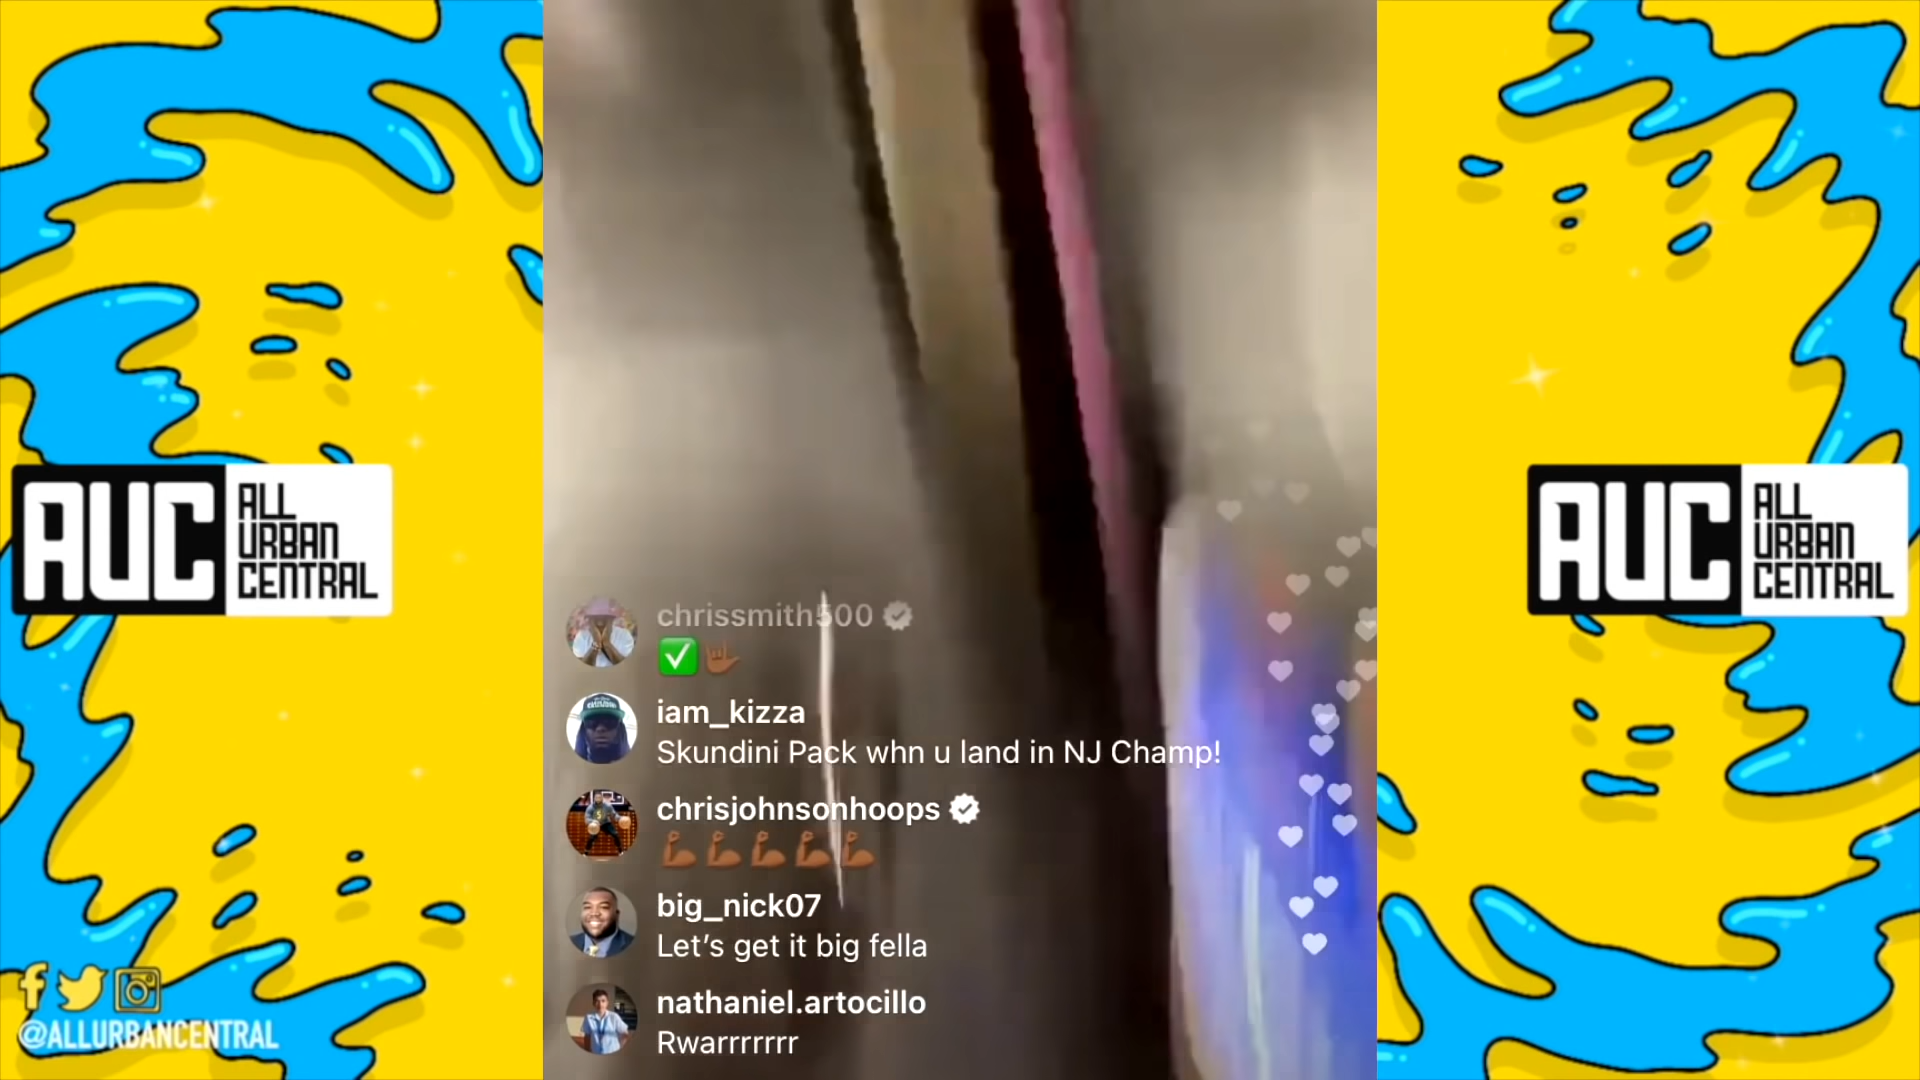 AUC
ALL
URBAN
CENTRAL
@ALLURBANCENTRAL
chrissmith500
✅🤙🏾
iam_kizza
Skundini Pack whn u land in NJ Champ!
chrisjohnsonhoops
💪🏾💪🏾💪🏾💪🏾💪🏾
big_nick07
Let’s get it big fella
nathaniel.artocillo
Rwarrrrrrr
AUC
ALL
URBAN
CENTRAL